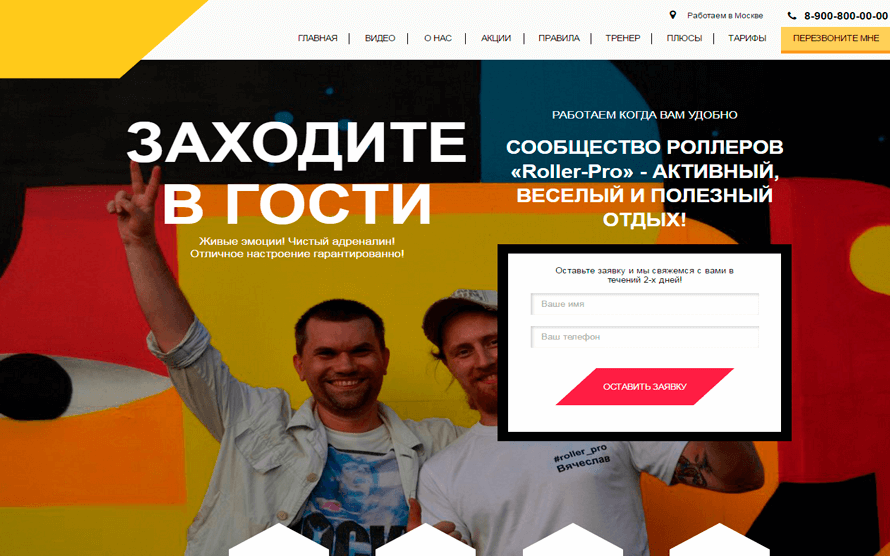 Работаем в Москве
8-900-800-00-00
ГЛАВНАЯ
ВИДЕО
О НАС
АКЦИИ
ПРАВИЛА
ТРЕНЕР
ПЛЮСЫ
ТАРИФЫ
ПЕРЕЗВОНИТЕ МНЕ
ЗАХОДИТЕ
В ГОСТИ
Живые эмоции! Чистый адреналин!
Отличное настроение гарантированно!
РАБОТАЕМ КОГДА ВАМ УДОБНО
СООБЩЕСТВО РОЛЛЕРОВ
«Roller-Pro» - АКТИВНЫЙ,
ВЕСЕЛЫЙ И ПОЛЕЗНЫЙ
ОТДЫХ!
Оставьте заявку и мы свяжемся с вами в
течений 2-х дней!
Ваше имя
Ваш телефон
ОСТАВИТЬ ЗАЯВКУ
#roller_pro
Вячеслав